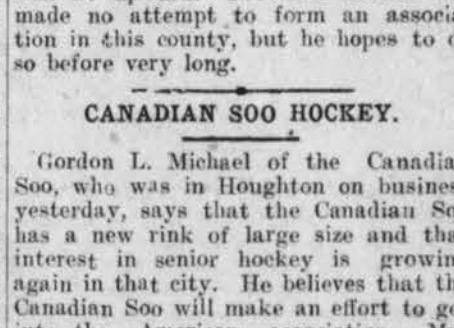 made no attempt to form an associa
tion in this county, but he hopes to
so before very long.
CANADIAN SOO HOCKEY.
Gordon L. Michael of the Canadia
Soo, who was in Houghton on busines
yesterday, says that the Canadian So
has a new rink of large size and tha
interest in senior hockey is growin
again in that city. He believes that th
Canadian Soo will make an effort to ge